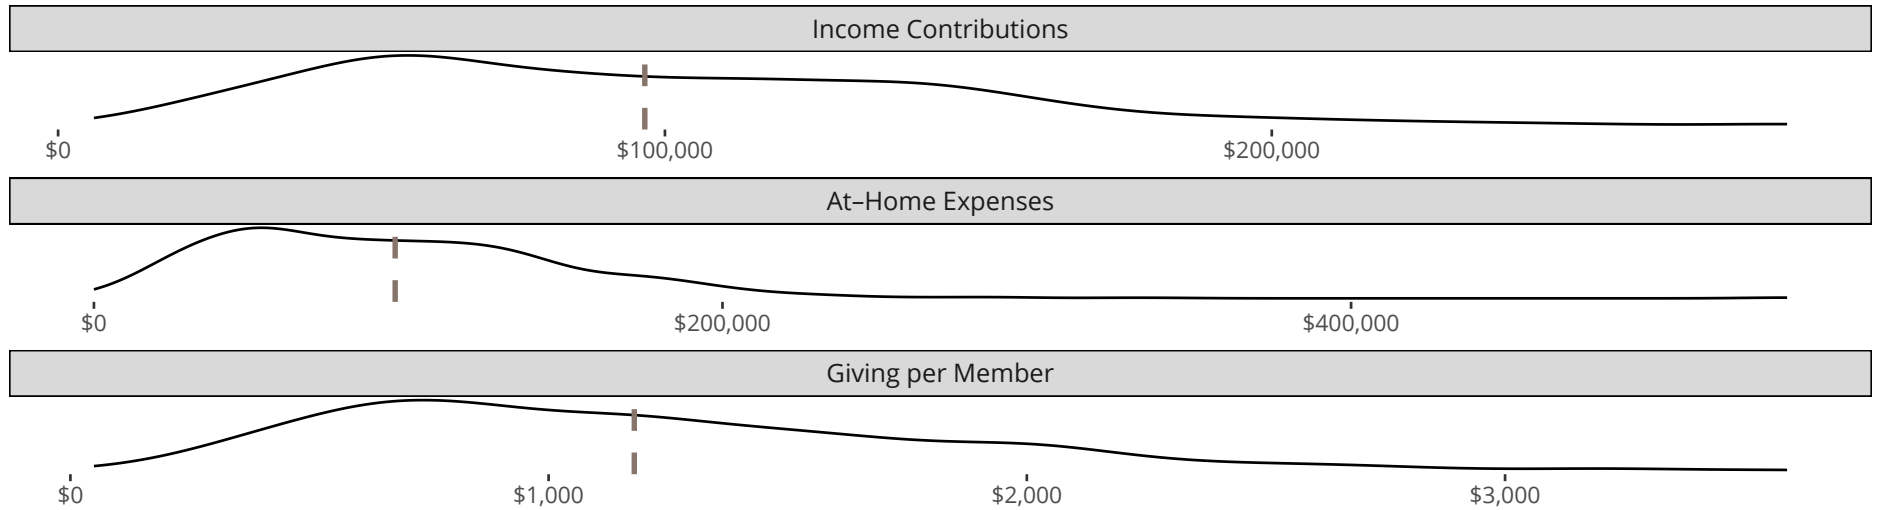 Income Contributions
$0 $100,000 $200,000
At–Home Expenses
$0 $200,000 $400,000
Giving per Member
$0 $1,000 $2,000 $3,000